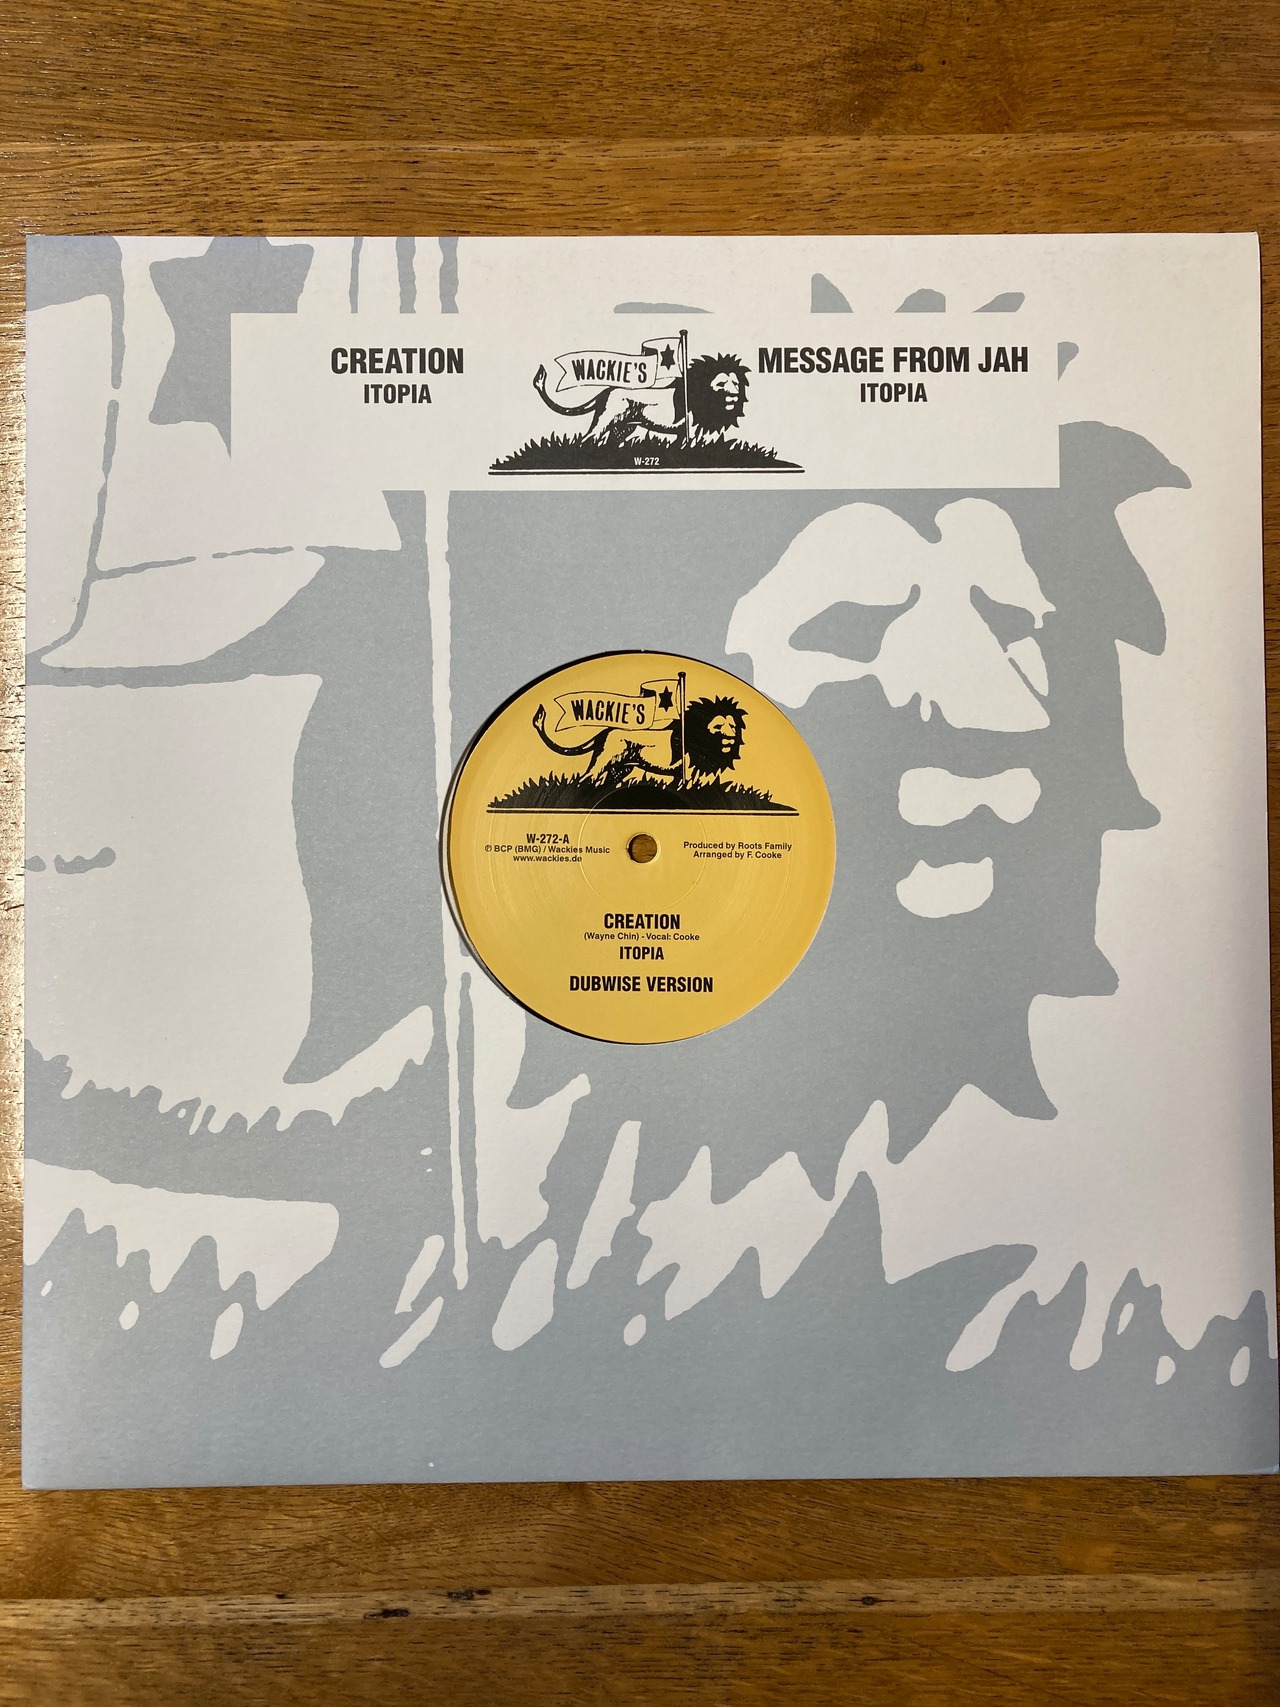 CREATION
ITOPIA
WACKIE'S
W-272
MESSAGE FROM JAH
ITOPIA
WACKIE'S
W-272-A
℗ BCP (BMG) / Wackies Music
www.wackies.de
Produced by Roots Family
Arranged by F. Cooke
CREATION
(Wayne Chin) - Vocal: Cooke
ITOPIA
DUBWISE VERSION